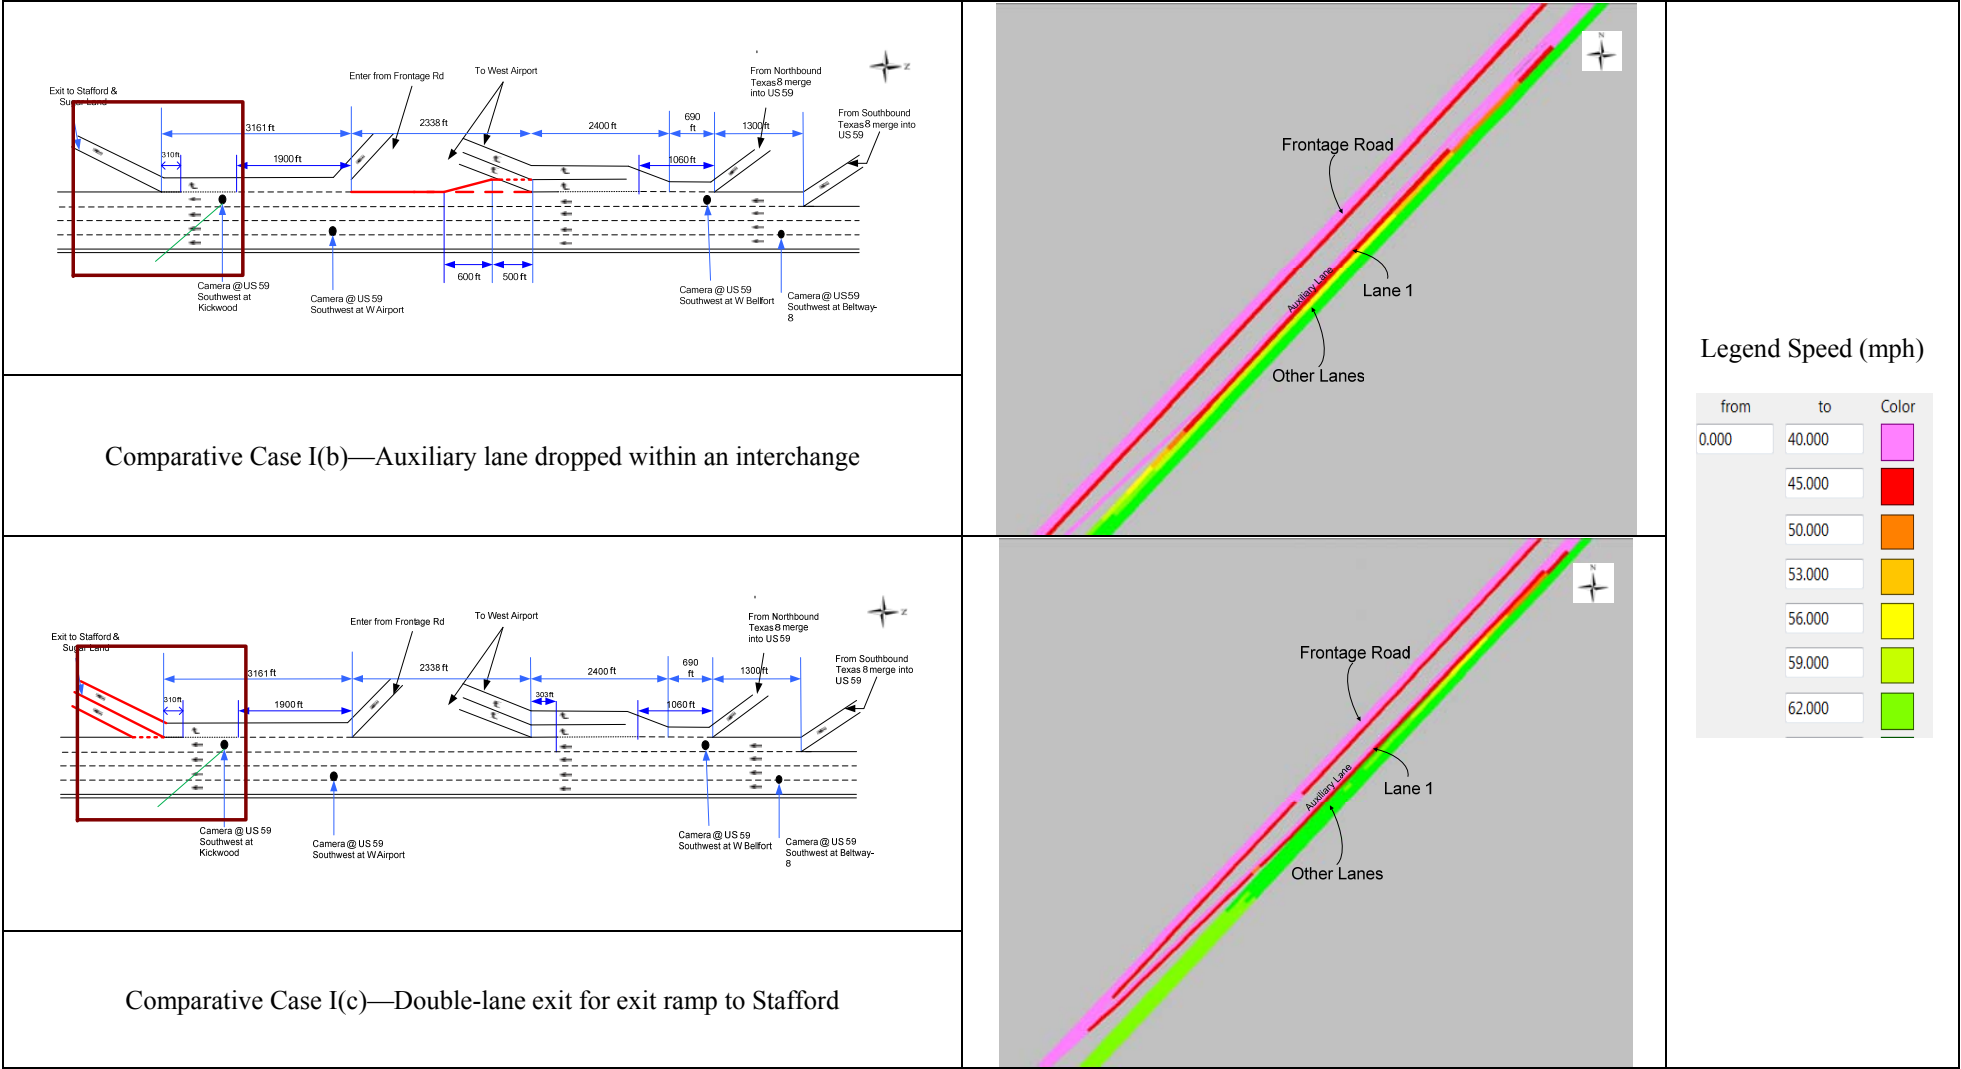 Exit to Stafford &
Sugar Land
Enter from Frontage Rd
To West Airport
From Northbound
Texas 8 merge
into US 59
From Southbound
Texas 8 merge into
US 59
Z
3161 ft
2338 ft
2400 ft
690
ft
1300 ft
310ft
1900 ft
1060 ft
600 ft
500 ft
Camera @ US 59
Southwest at
Kickwood
Camera @ US 59
Southwest at W Airport
Camera @ US 59
Southwest at W Belfort
Camera @ US 59
Southwest at Beltway-
8
N
Frontage Road
Auxiliary Lane
Lane 1
Other Lanes
Comparative Case I(b)—Auxiliary lane dropped within an interchange
Exit to Stafford &
Sugar Land
Enter from Frontage Rd
To West Airport
From Northbound
Texas 8 merge
into US 59
From Southbound
Texas 8 merge into
US 59
Z
3161 ft
2338 ft
2400 ft
690
ft
1300 ft
310ft
1900 ft
303ft
1060 ft
Camera @ US 59
Southwest at
Kickwood
Camera @ US 59
Southwest at W Airport
Camera @ US 59
Southwest at W Belfort
Camera @ US 59
Southwest at Beltway-
8
N
Frontage Road
Auxiliary Lane
Lane 1
Other Lanes
Comparative Case I(c)—Double-lane exit for exit ramp to Stafford
Legend Speed (mph)
from to Color
0.000 40.000
45.000
50.000
53.000
56.000
59.000
62.000